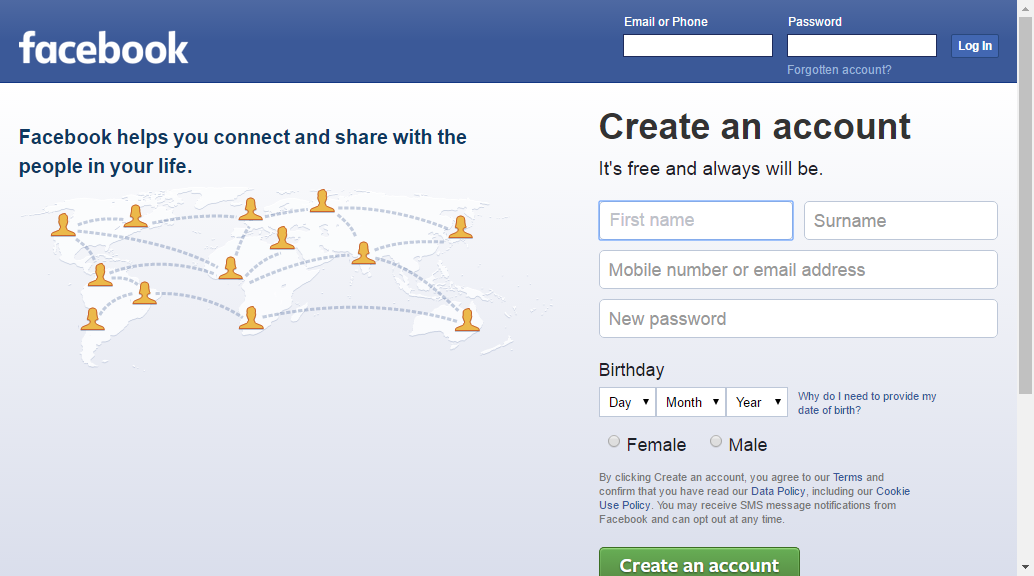 facebook
Email or Phone
Password
Log In
Forgotten account?
Facebook helps you connect and share with the
people in your life.
Create an account
It's free and always will be.
First name
Surname
Mobile number or email address
New password
Birthday
Day
Month
Year
Why do I need to provide my
date of birth?
Female
Male
By clicking Create an account, you agree to our Terms and
confirm that you have read our Data Policy, including our Cookie
Use Policy. You may receive SMS message notifications from
Facebook and can opt out at any time.
Create an account